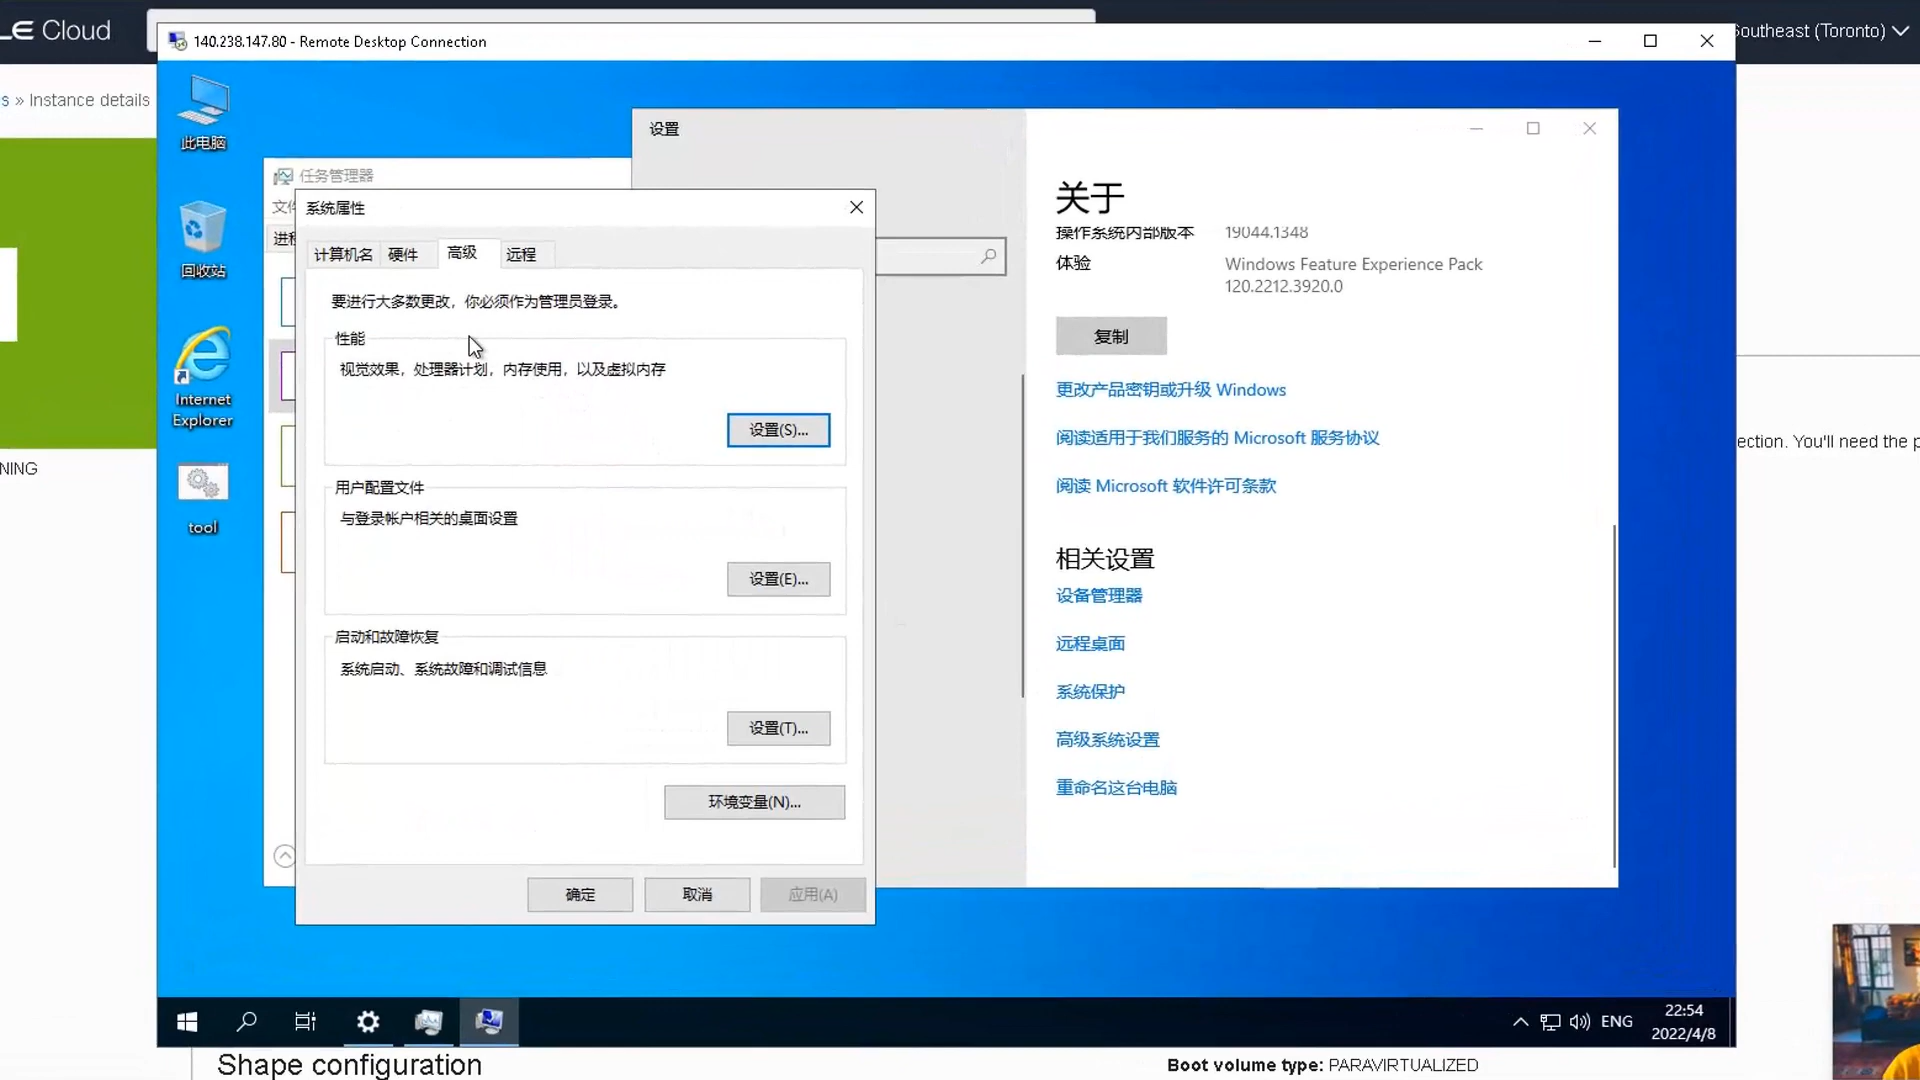 LE Cloud
Southeast (Toronto)
s » Instance details
NING
ection. You'll need the p
140.238.147.80 - Remote Desktop Connection
此电脑
回收站
Internet
Explorer
tool
任务管理器
文件
进程
设置
系统属性
计算机名
硬件
高级
远程
要进行大多数更改，你必须作为管理员登录。
性能
视觉效果，处理器计划，内存使用，以及虚拟内存
设置(S)...
用户配置文件
与登录帐户相关的桌面设置
设置(E)...
启动和故障恢复
系统启动、系统故障和调试信息
设置(T)...
环境变量(N)...
确定
取消
应用(A)
关于
操作系统内部版本 19044.1348
体验 Windows Feature Experience Pack
120.2212.3920.0
复制
更改产品密钥或升级 Windows
阅读适用于我们服务的 Microsoft 服务协议
阅读 Microsoft 软件许可条款
相关设置
设备管理器
远程桌面
系统保护
高级系统设置
重命名这台电脑
ENG
22:54
2022/4/8
Shape configuration
Boot volume type: PARAVIRTUALIZED